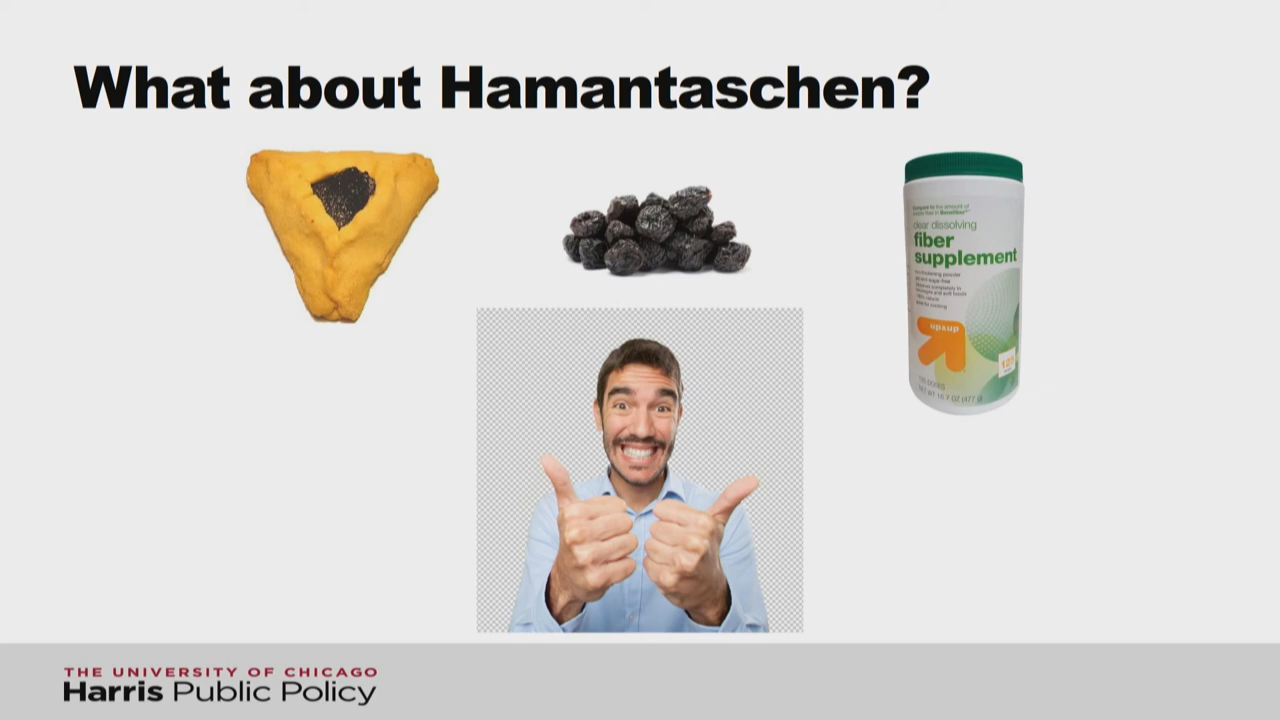 What about Hamantaschen?
clear dissolving
fiber
supplement
up&up
THE UNIVERSITY OF CHICAGO
Harris Public Policy